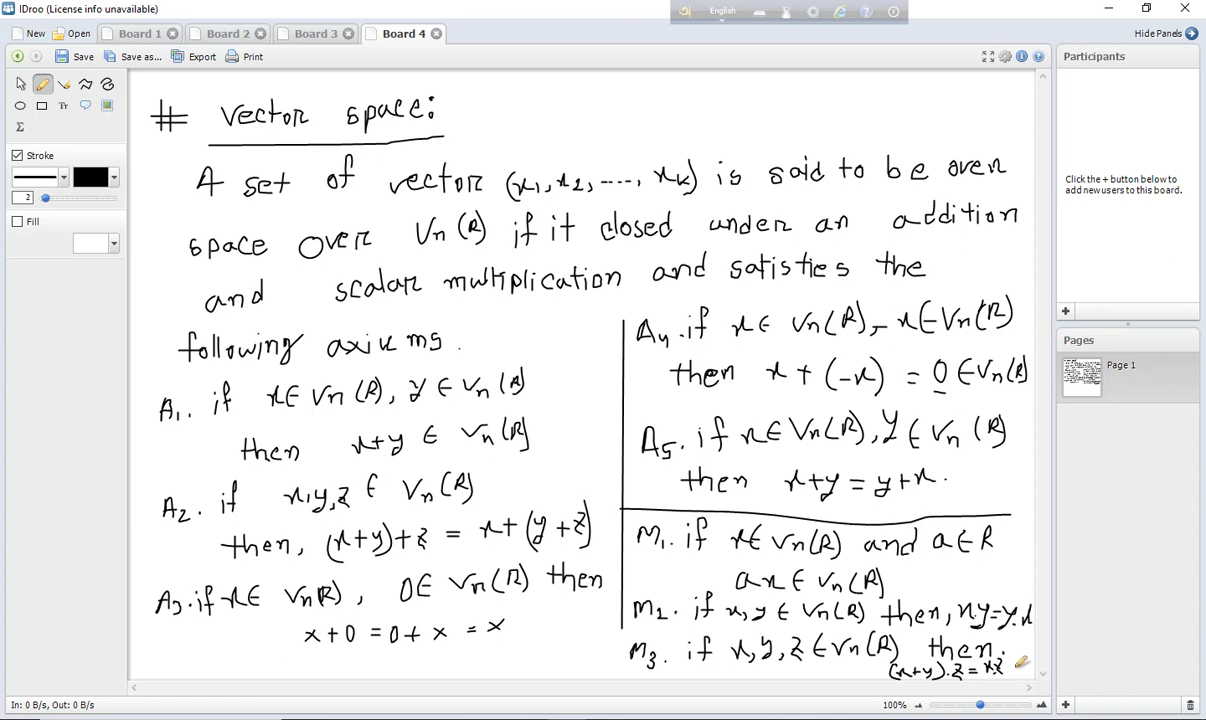 IDroo (License info unavailable)
English
New Open Board 1 Board 2 Board 3 Board 4 Hide Panels
Save Save as... Export Print
Participants
Click the + button below to
add new users to this board.
Pages
Page 1
Tr
Σ
Stroke
2
Fill
# vector space:
A set of vector (x1, x2, ...., xk) is said to be oven
space over Vn(R) if it closed under an addition
and scalar multiplication and satisties the
following axiums.
A1. if x∈ Vn(R), y ∈ Vn(R)
then x+y ∈ Vn(R)
A2. if x,y,z ∈ Vn(R)
then, (x+y)+z = x+(y+z)
A3. if x∈ Vn(R), 0∈ Vn(R) then
x+0 = 0+x = x
A4. if x∈ Vn(R), -x∈Vn(R)
then x+(-x) = 0 ∈Vn(R)
A5. if x∈Vn(R), y∈Vn(R)
then x+y = y+x.
M1. if x∈Vn(R) and a∈R
ax∈Vn(R)
M2. if x,y ∈ Vn(R) then, x.y=y.x
M3. if x,y,z∈Vn(R) then.
(x+y).z = x.z
In: 0 B/s, Out: 0 B/s
100%